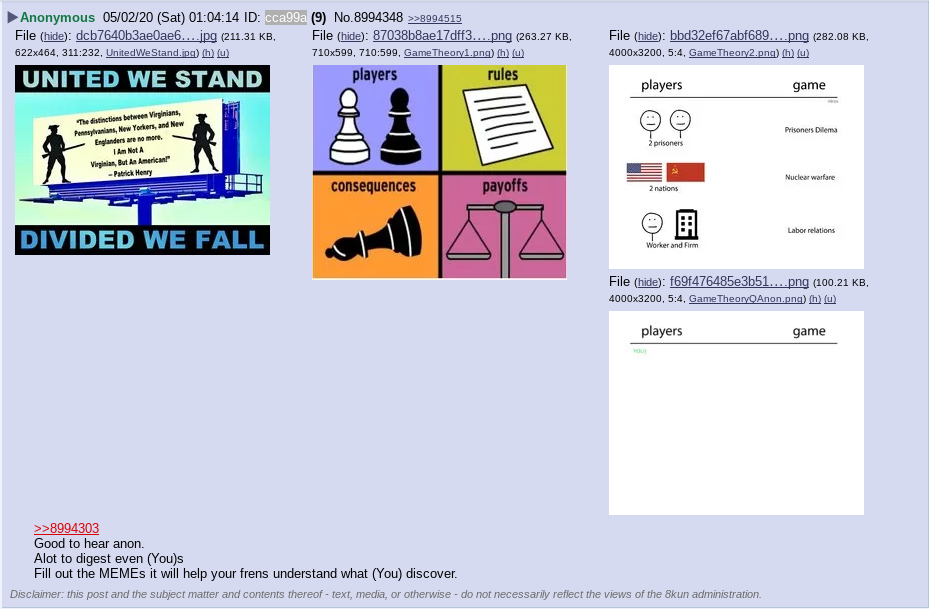 ▶Anonymous 05/02/20 (Sat) 01:04:14 ID: cca99a (9) No.8994348 >>8994515
File (hide): dcb7640b3ae0ae6….jpg (211.31 KB,
622x464, 311:232, UnitedWeStand.jpg) (h) (u)
UNITED WE STAND
"The distinctions between Virginians,
Pennsylvanians, New Yorkers, and New
Englanders are no more.
I Am Not A
Virginian, But An American!"
– Patrick Henry
DIVIDED WE FALL
File (hide): 87038b8ae17dff3….png (263.27 KB,
710x599, 710:599, GameTheory1.png) (h) (u)
players
rules
consequences
payoffs
File (hide): bbd32ef67abf689….png (282.08 KB,
4000x3200, 5:4, GameTheory2.png) (h) (u)
players game
2 prisoners
Prisoners Dilema
2 nations
Nuclear warfare
Worker and Firm
Labor relations
File (hide): f69f476485e3b51….png (100.21 KB,
4000x3200, 5:4, GameTheoryQAnon.png) (h) (u)
players game
>>8994303
Good to hear anon.
Alot to digest even (You)s
Fill out the MEMEs it will help your frens understand what (You) discover.
Disclaimer: this post and the subject matter and contents thereof - text, media, or otherwise - do not necessarily reflect the views of the 8kun administration.